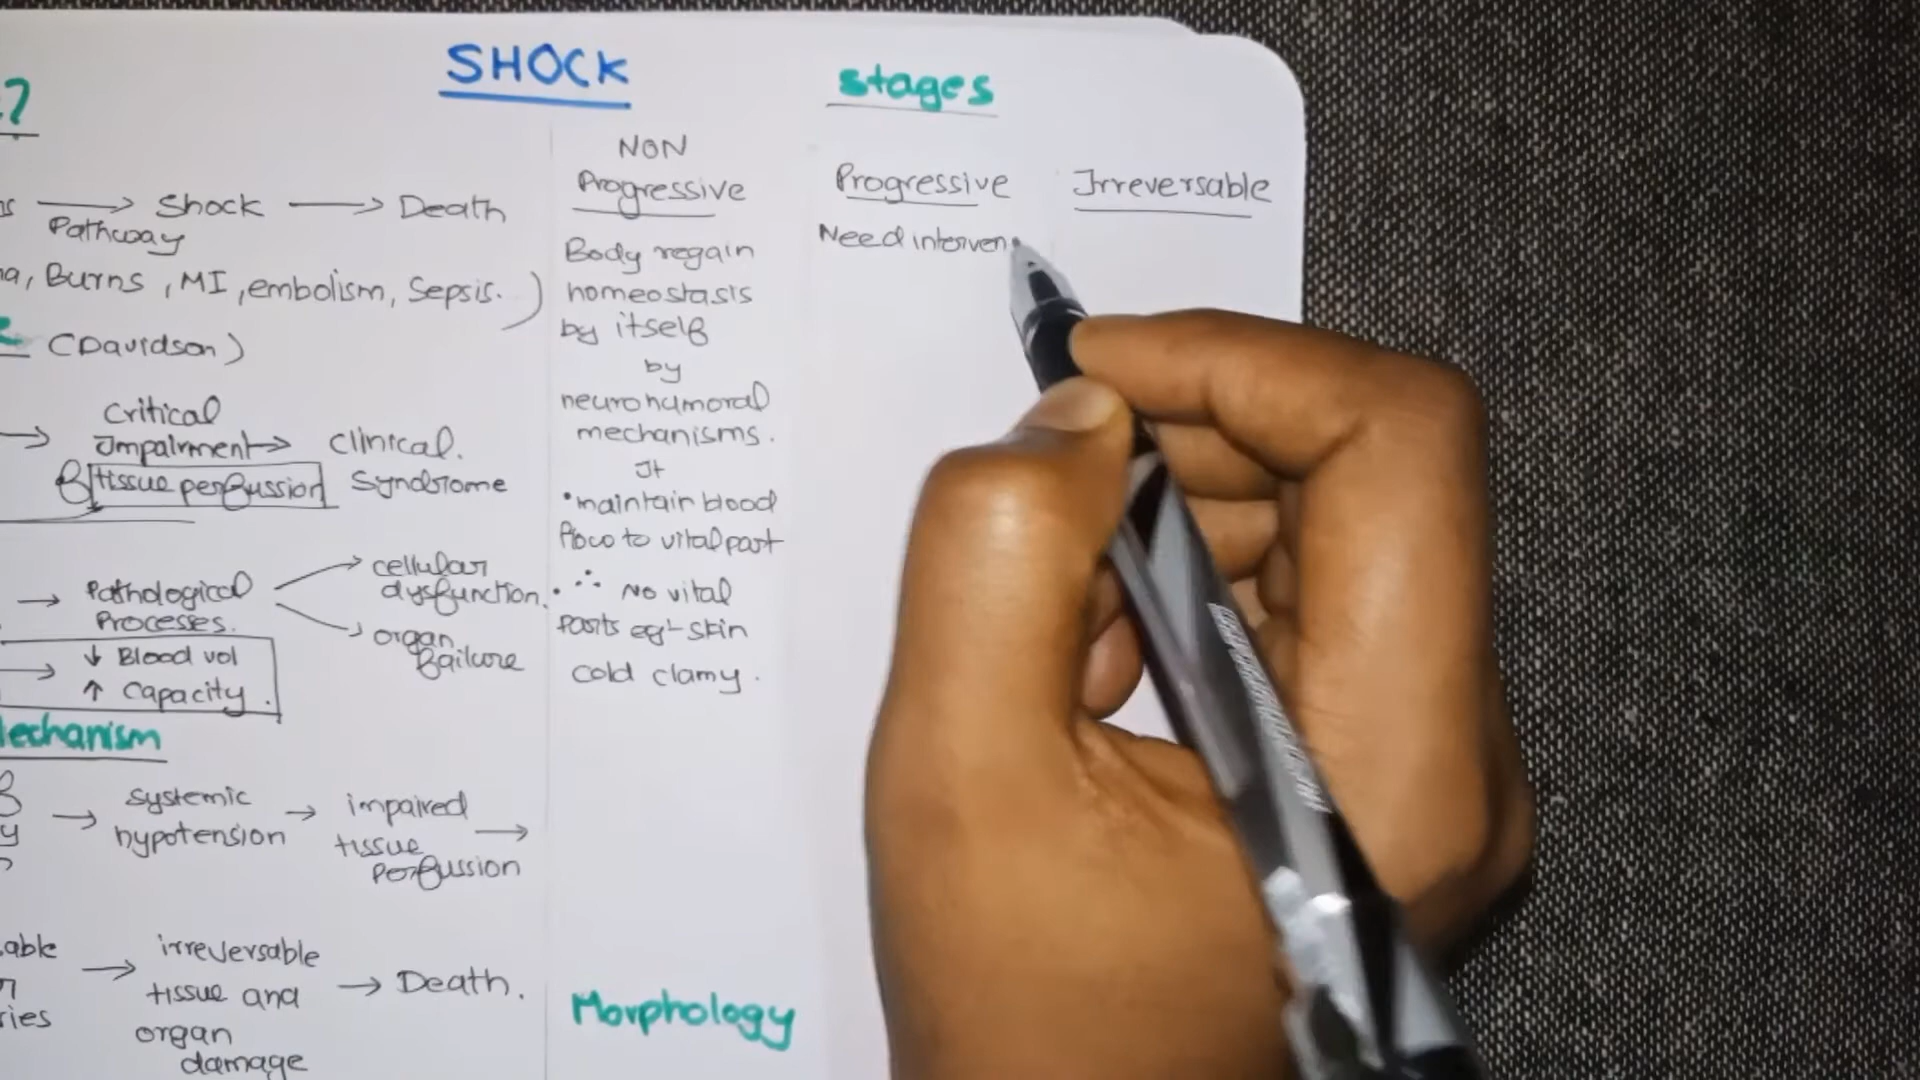 SHOCK
stages
?
Shock Death
Pathway
Burns, MI, embolism, Sepsis. )
(Davidson)
Critical
Impairment clinical.
tissue perfussion Syndrome
Pathological
Processes.
cellular
dysfunction.
organ
failure
↓ Blood vol
↑ Capacity.
Mechanism
systemic
hypotension
impaired
tissue
perfussion
irreversable
tissue and
organ
damage
Death.
NON
Progressive
Body regain
homeostasis
by itself
by
neurohumoral
mechanisms.
It
• maintain blood
flow to vital part
• ∴ No vital
parts eg:- skin
cold clamy.
Morphology
Progressive
Need interven
Irreversable